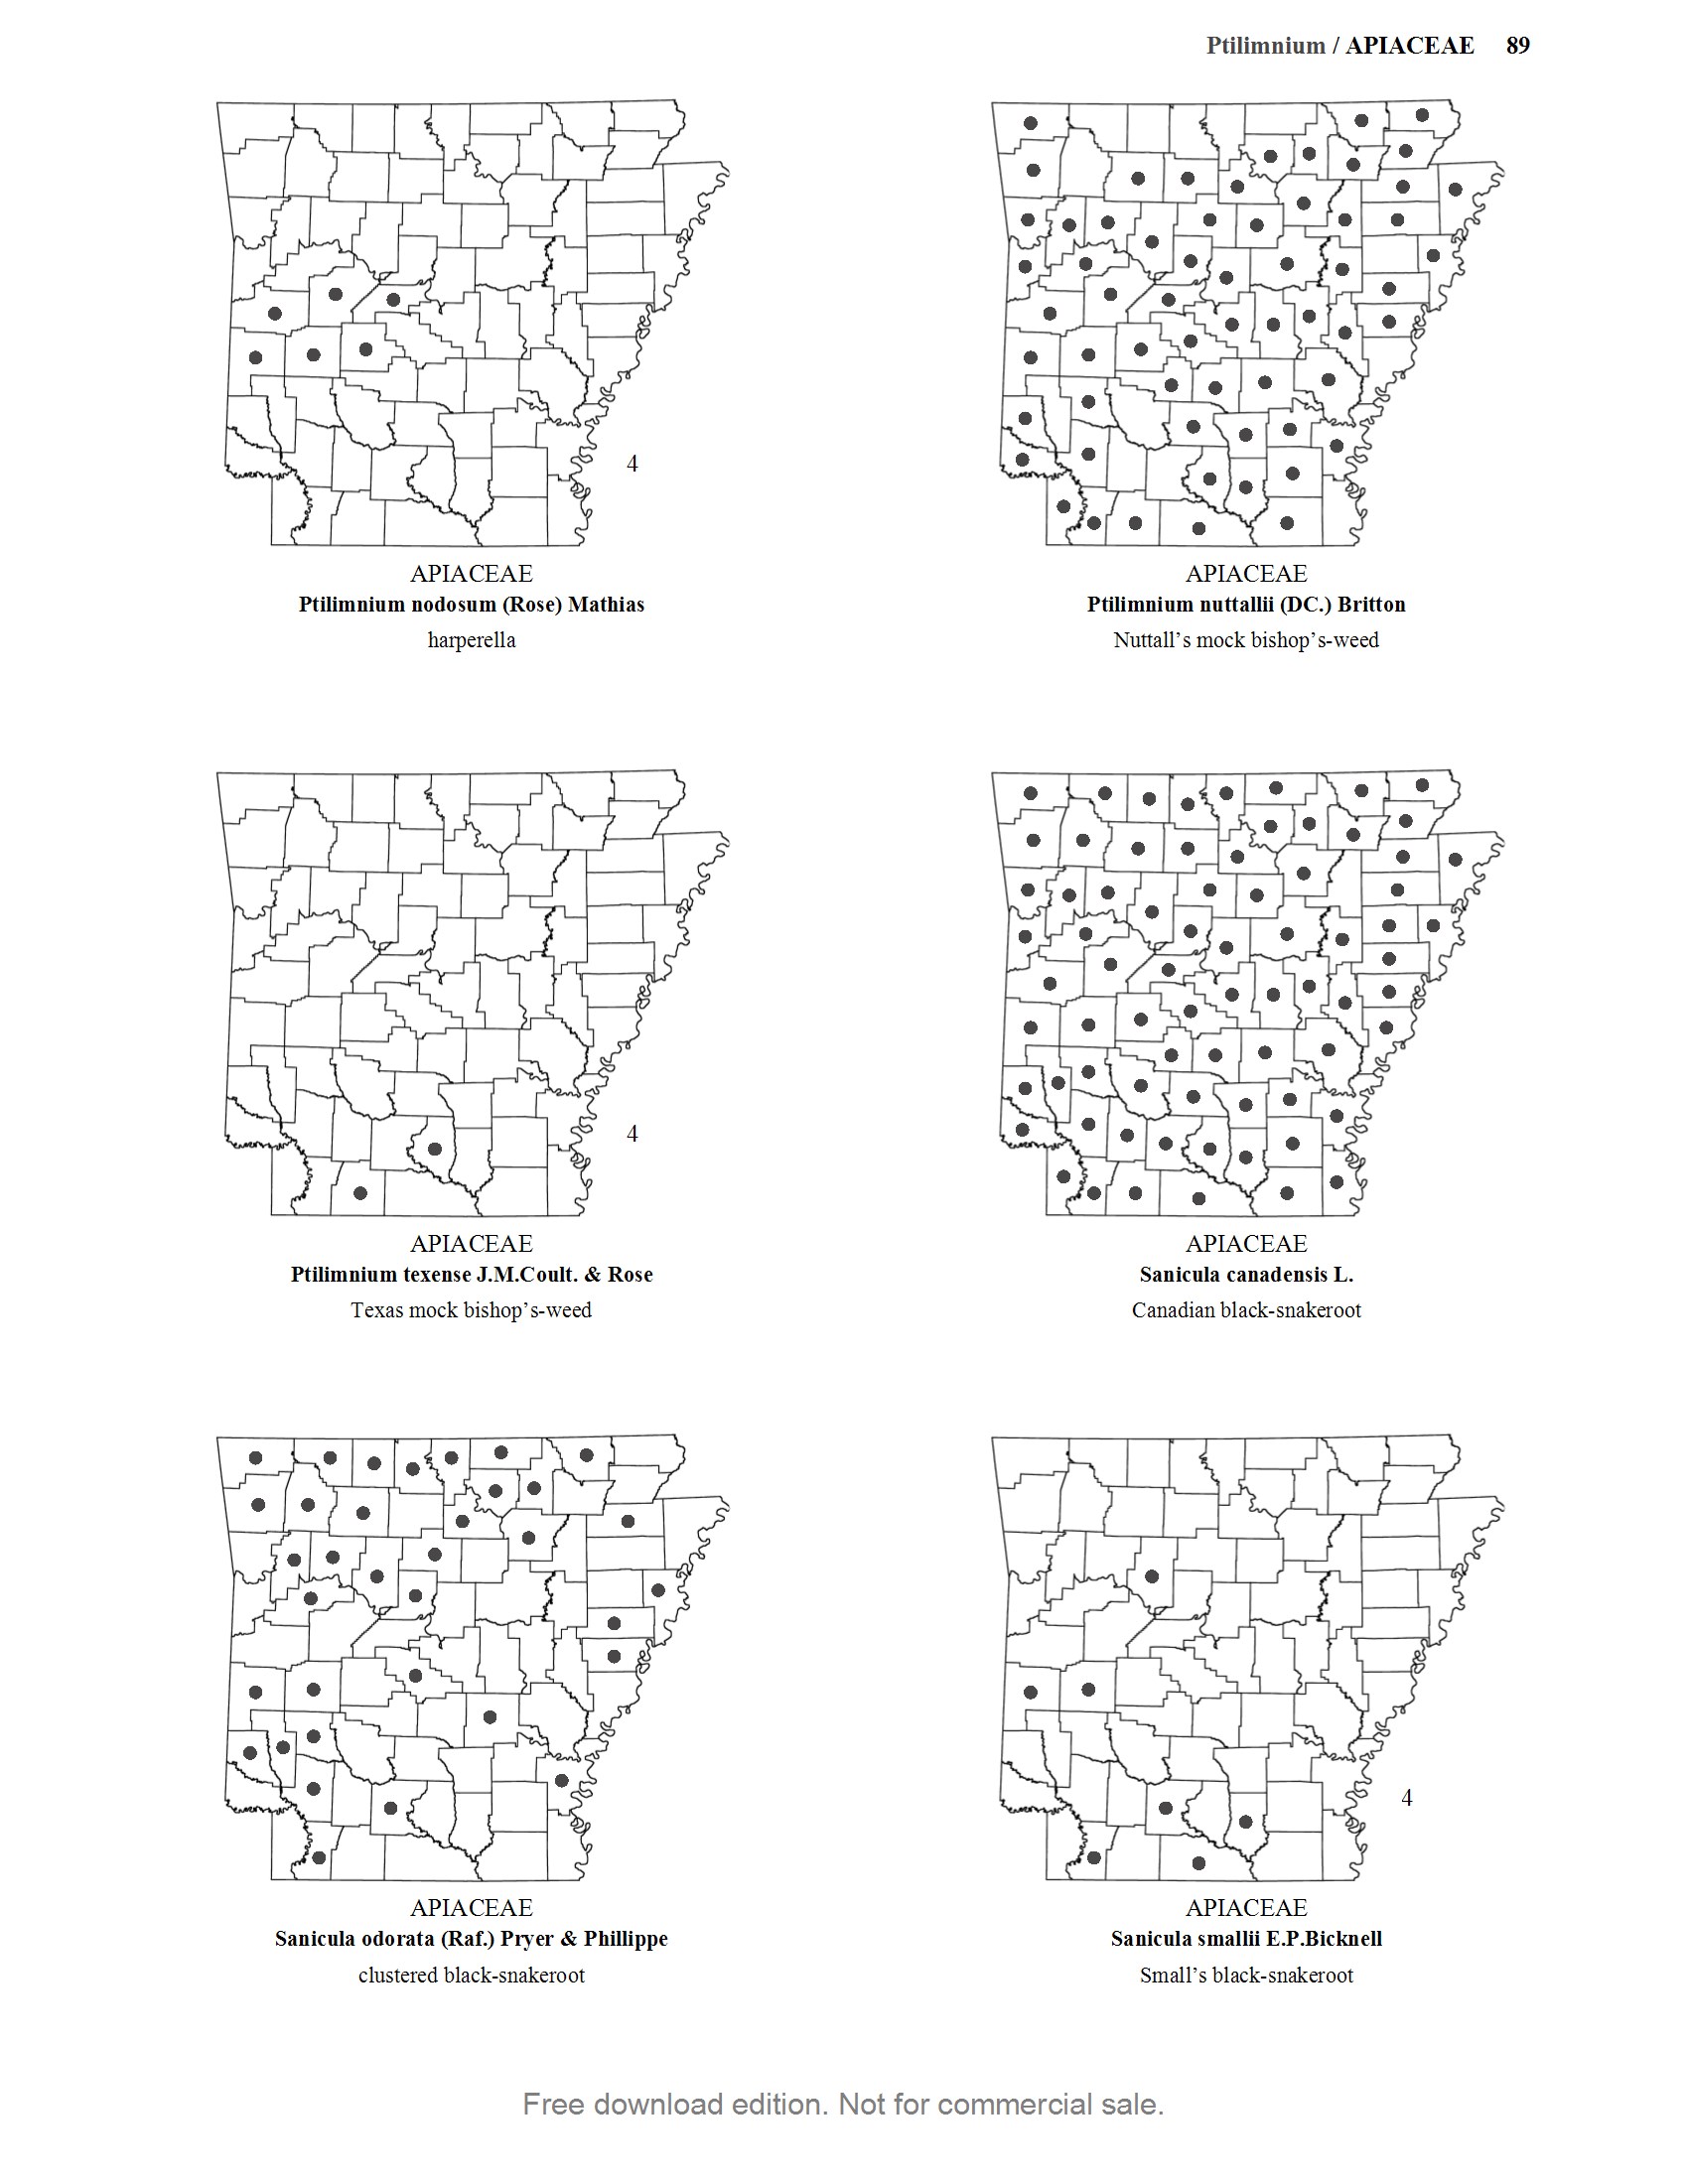 Ptilimnium / APIACEAE 89
4
APIACEAE
Ptilimnium nodosum (Rose) Mathias
harperella
APIACEAE
Ptilimnium nuttallii (DC.) Britton
Nuttall’s mock bishop’s-weed
4
APIACEAE
Ptilimnium texense J.M.Coult. & Rose
Texas mock bishop’s-weed
APIACEAE
Sanicula canadensis L.
Canadian black-snakeroot
APIACEAE
Sanicula odorata (Raf.) Pryer & Phillippe
clustered black-snakeroot
4
APIACEAE
Sanicula smallii E.P.Bicknell
Small’s black-snakeroot
Free download edition. Not for commercial sale.